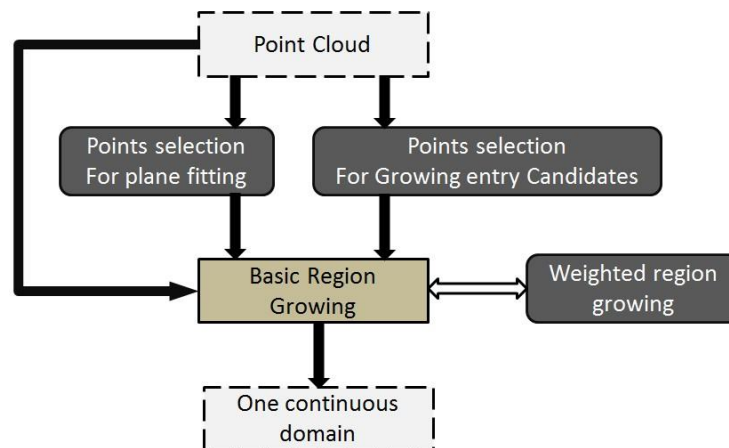 Point Cloud
Points selection
For plane fitting
Points selection
For Growing entry Candidates
Basic Region
Growing
Weighted region
growing
One continuous
domain